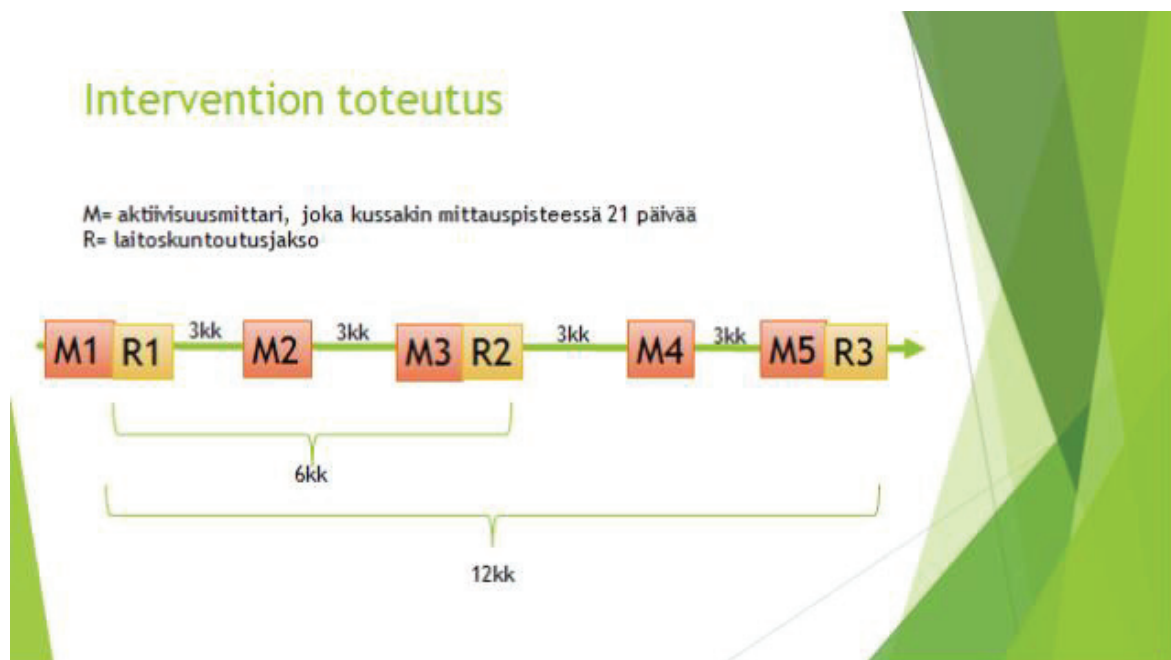 Intervention toteutus
M= aktiivisuusmittari, joka kussakin mittauspisteessä 21 päivää
R= laitoskuntoutusjakso
M1 R1 3kk M2 3kk M3 R2 3kk M4 3kk M5 R3
6kk
12kk